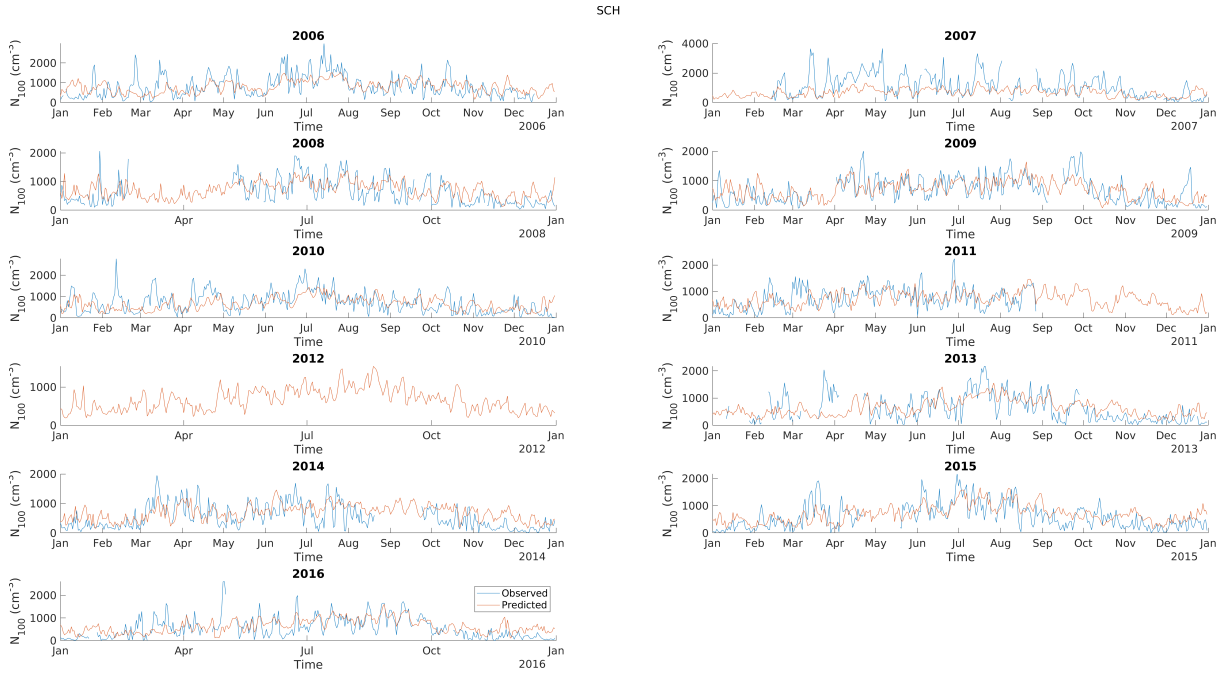 SCH
2006
N100 (cm-3)
2000
1000
0
Jan Feb Mar Apr May Jun Jul Aug Sep Oct Nov Dec Jan
Time
2006
2007
N100 (cm-3)
4000
2000
0
Jan Feb Mar Apr May Jun Jul Aug Sep Oct Nov Dec Jan
Time
2007
2008
N100 (cm-3)
2000
1000
0
Jan Apr Jul Oct Jan
Time
2008
2009
N100 (cm-3)
2000
1000
0
Jan Feb Mar Apr May Jun Jul Aug Sep Oct Nov Dec Jan
Time
2009
2010
N100 (cm-3)
2000
1000
0
Jan Feb Mar Apr May Jun Jul Aug Sep Oct Nov Dec Jan
Time
2010
2011
N100 (cm-3)
2000
1000
0
Jan Feb Mar Apr May Jun Jul Aug Sep Oct Nov Dec Jan
Time
2011
2012
N100 (cm-3)
1000
0
Jan Apr Jul Oct Jan
Time
2012
2013
N100 (cm-3)
2000
1000
0
Jan Feb Mar Apr May Jun Jul Aug Sep Oct Nov Dec Jan
Time
2013
2014
N100 (cm-3)
2000
1000
0
Jan Feb Mar Apr May Jun Jul Aug Sep Oct Nov Dec Jan
Time
2014
2015
N100 (cm-3)
2000
1000
0
Jan Feb Mar Apr May Jun Jul Aug Sep Oct Nov Dec Jan
Time
2015
2016
N100 (cm-3)
2000
1000
0
Jan Apr Jul Oct Jan
Time
2016
Observed
Predicted